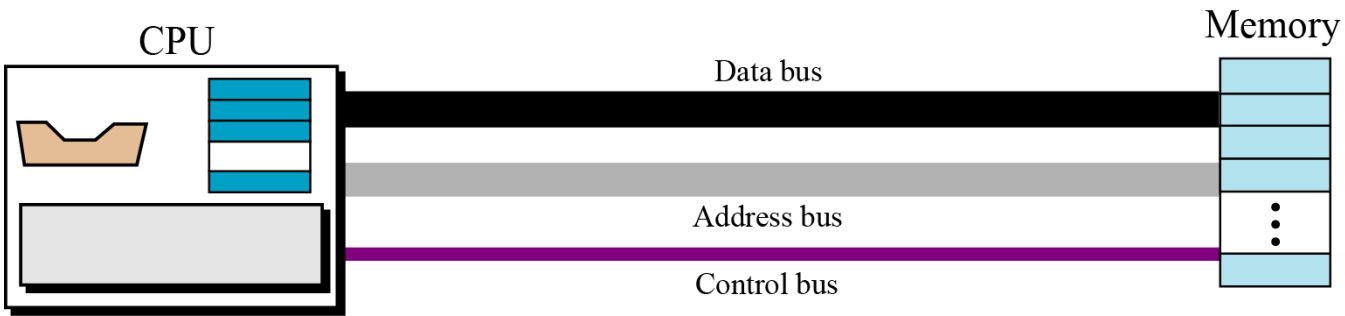 CPU
Memory
Data bus
Address bus
Control bus